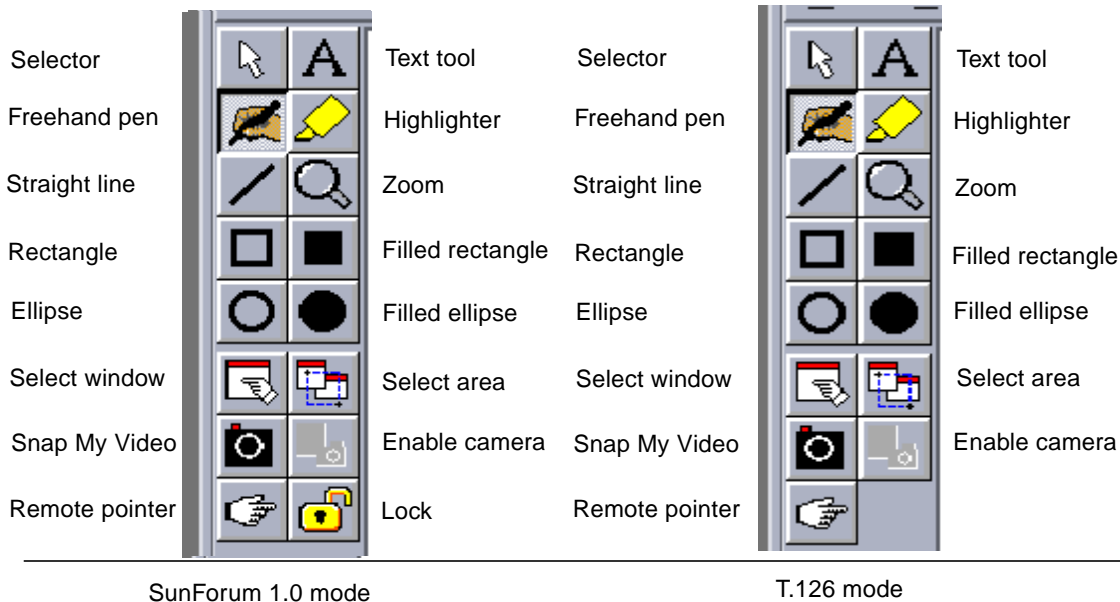 Selector Text tool Selector Text tool
Freehand pen Highlighter Freehand pen Highlighter
Straight line Zoom Straight line Zoom
Rectangle Filled rectangle Rectangle Filled rectangle
Ellipse Filled ellipse Ellipse Filled ellipse
Select window Select area Select window Select area
Snap My Video Enable camera Snap My Video Enable camera
Remote pointer Lock Remote pointer
SunForum 1.0 mode T.126 mode